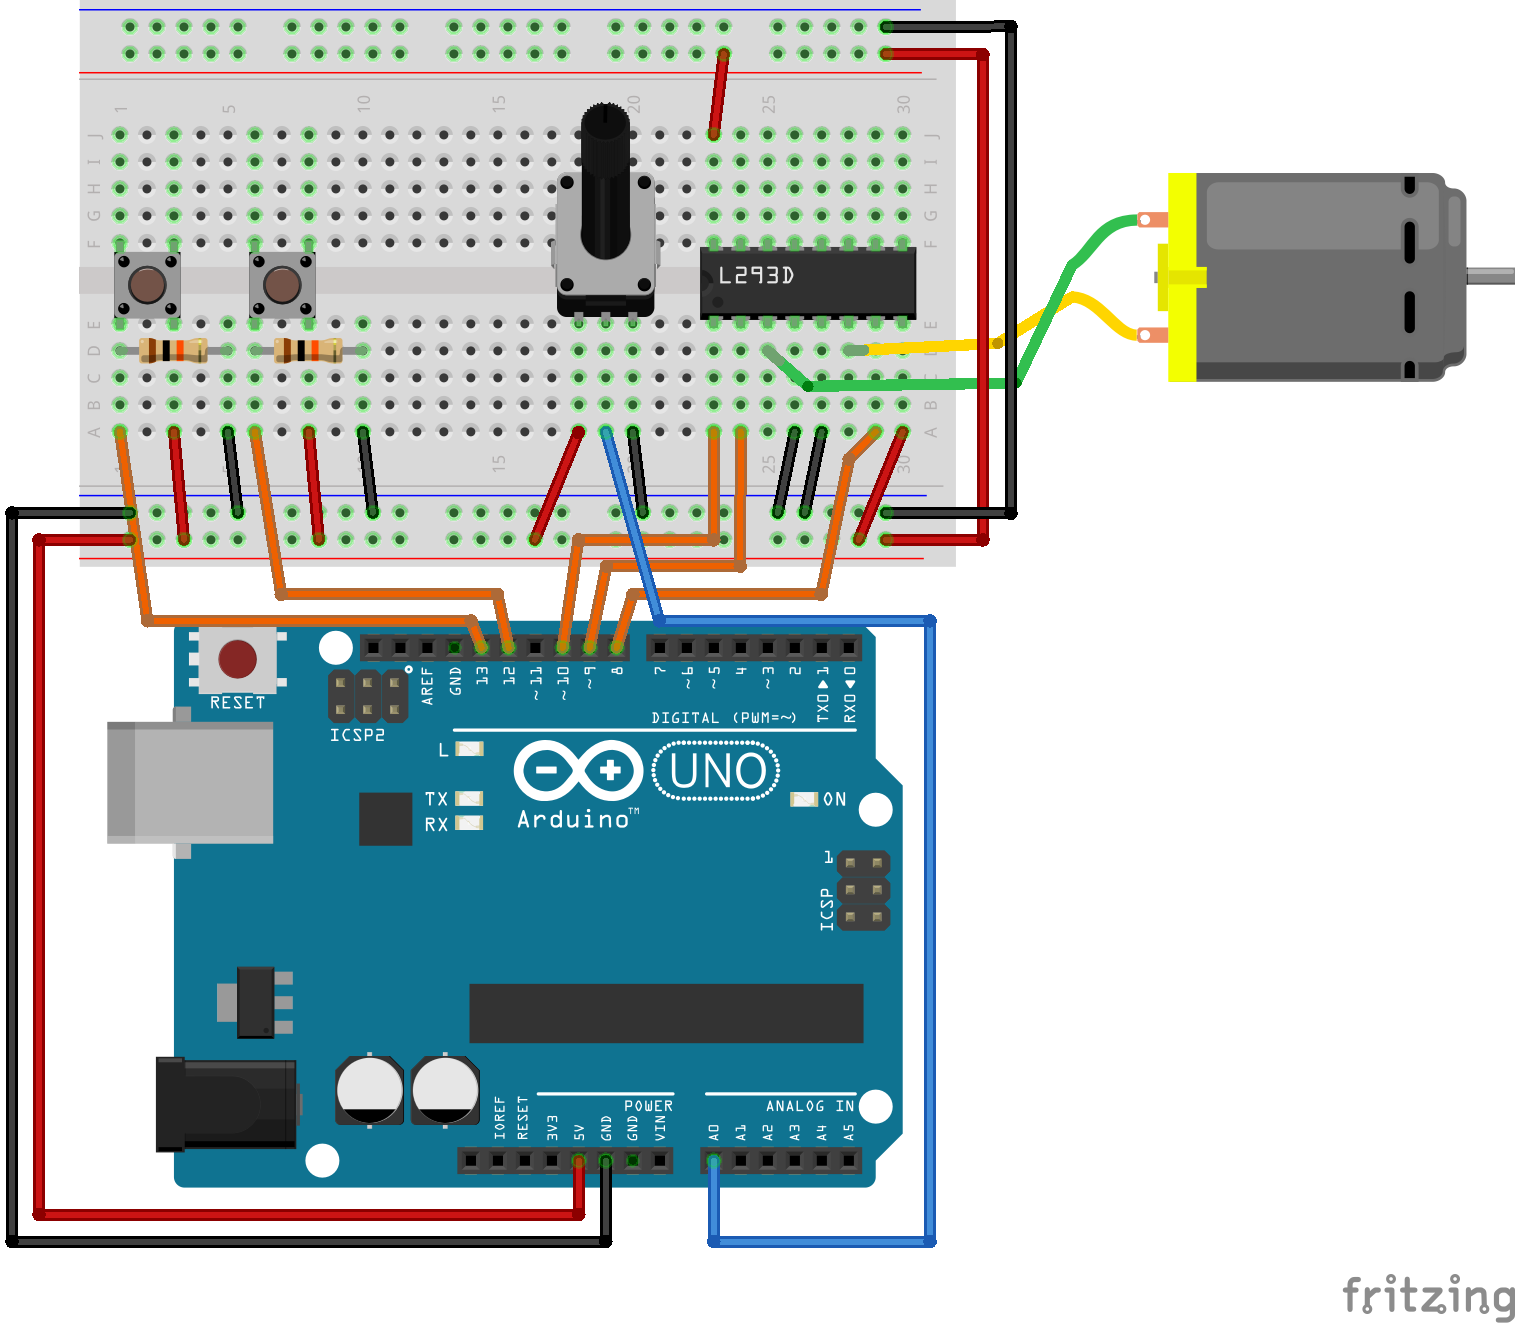 1 5 10 15 20 25 30
J J
I I
H H
G G
F F
L293D
E E
D
C C
B B
A A
1 5 15 25 30
RESET
ICSP2
AREF
GND
13
12
~11
~10
~9
8
7
~6
~5
4
~3
2
TX0▶1
RX0◀0
DIGITAL (PWM=~)
L
TX
RX
UNO
Arduino™
ON
1
ICSP
IOREF
RESET
3V3
5V
GND
GND
VIN
POWER
A0
A1
A2
A3
A4
A5
ANALOG IN
fritzing